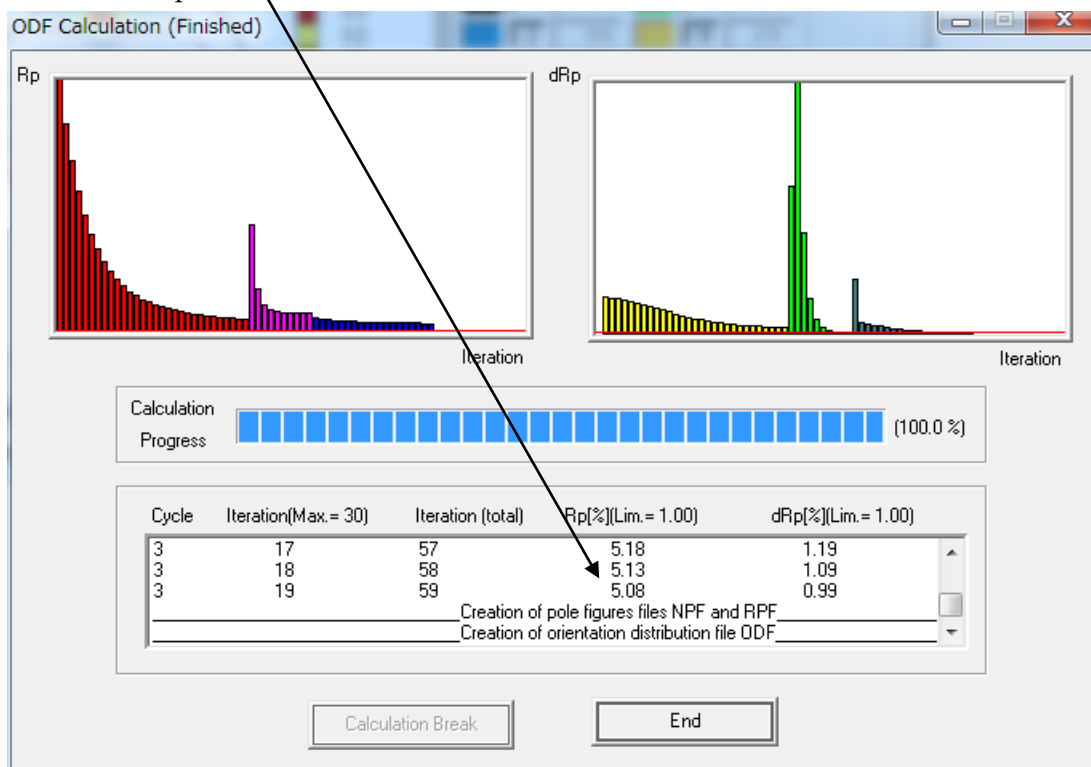 ODF Calculation (Finished)
Rp
dRp
Iteration
Iteration
Calculation
Progress
(100.0 %)
Cycle Iteration(Max.= 30) Iteration (total) Rp[%](Lim.= 1.00) dRp[%](Lim.= 1.00)
3 17 57 5.18 1.19
3 18 58 5.13 1.09
3 19 59 5.08 0.99
Creation of pole figures files NPF and RPF
Creation of orientation distribution file ODF
Calculation Break
End